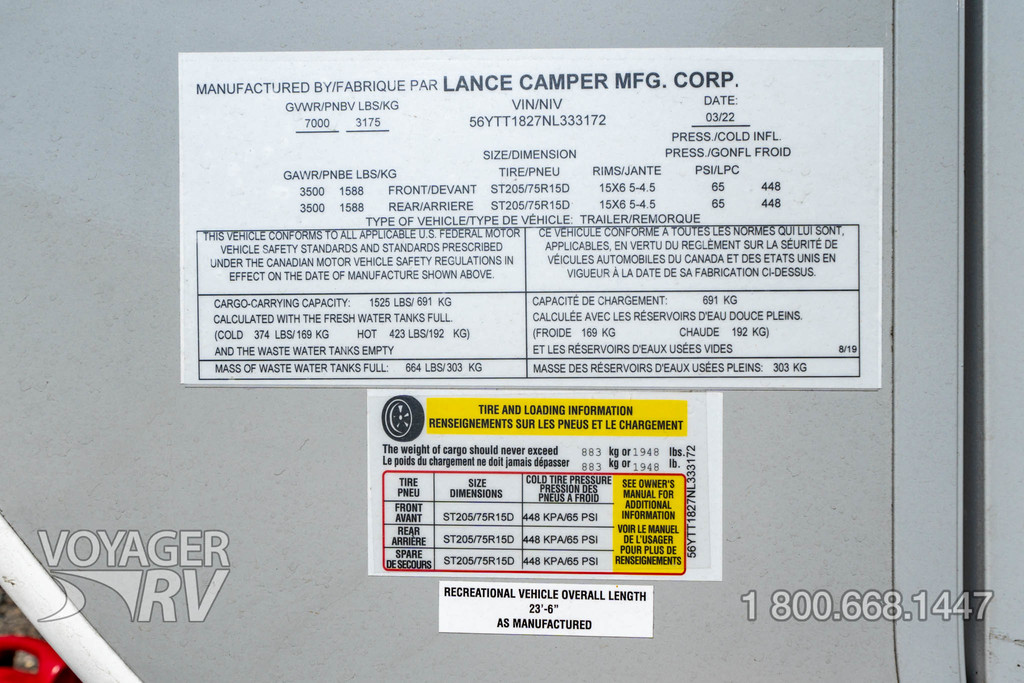 MANUFACTURED BY/FABRIQUE PAR LANCE CAMPER MFG. CORP.
GVWR/PNBV LBS/KG VIN/NIV DATE:
7000 3175 56YTT1827NL333172 03/22
PRESS./COLD INFL.
SIZE/DIMENSION PRESS./GONFL FROID
GAWR/PNBE LBS/KG TIRE/PNEU RIMS/JANTE PSI/LPC
3500 1588 FRONT/DEVANT ST205/75R15D 15X6 5-4.5 65 448
3500 1588 REAR/ARRIERE ST205/75R15D 15X6 5-4.5 65 448
TYPE OF VEHICLE/TYPE DE VÉHICLE: TRAILER/REMORQUE
THIS VEHICLE CONFORMS TO ALL APPLICABLE U.S. FEDERAL MOTOR
VEHICLE SAFETY STANDARDS AND STANDARDS PRESCRIBED
UNDER THE CANADIAN MOTOR VEHICLE SAFETY REGULATIONS IN
EFFECT ON THE DATE OF MANUFACTURE SHOWN ABOVE.
CE VÉHICULE CONFORME À TOUTES LES NORMES QUI LUI SONT,
APPLICABLES, EN VERTU DU REGLÉMENT SUR LA SÉURITÉ DE
VÉICULES AUTOMOBILES DU CANADA ET DES ETATS UNIS EN
VIGUEUR À LA DATE DE SA FABRICATION CI-DESSUS.
CARGO-CARRYING CAPACITY: 1525 LBS/ 691 KG
CALCULATED WITH THE FRESH WATER TANKS FULL.
(COLD 374 LBS/169 KG HOT 423 LBS/192 KG)
AND THE WASTE WATER TANKS EMPTY
CAPACITÉ DE CHARGEMENT: 691 KG
CALCULÉE AVEC LES RÉSERVOIRS D'EAU DOUCE PLEINS.
(FROIDE 169 KG CHAUDE 192 KG)
ET LES RÉSERVOIRS D'EAUX USÉES VIDES 8/19
MASS OF WASTE WATER TANKS FULL: 664 LBS/303 KG
MASSE DES RÉSERVOIRS D'EAUX USÉES PLEINS: 303 KG
TIRE AND LOADING INFORMATION
RENSEIGNEMENTS SUR LES PNEUS ET LE CHARGEMENT
The weight of cargo should never exceed 883 kg or 1948 lbs.
Le poids du chargement ne doit jamais dépasser 883 kg or 1948 lb.
TIRE
PNEU
SIZE
DIMENSIONS
COLD TIRE PRESSURE
PRESSION DES
PNEUS A FROID
FRONT
AVANT
ST205/75R15D 448 KPA/65 PSI
REAR
ARRIÈRE
ST205/75R15D 448 KPA/65 PSI
SPARE
DE SECOURS
ST205/75R15D 448 KPA/65 PSI
SEE OWNER'S
MANUAL FOR
ADDITIONAL
INFORMATION
VOIR LE MANUEL
DE L'USAGER
POUR PLUS DE
RENSEIGNEMENTS
56YTT1827NL333172
RECREATIONAL VEHICLE OVERALL LENGTH
23'-6"
AS MANUFACTURED
VOYAGER
RV
1 800.668.1447